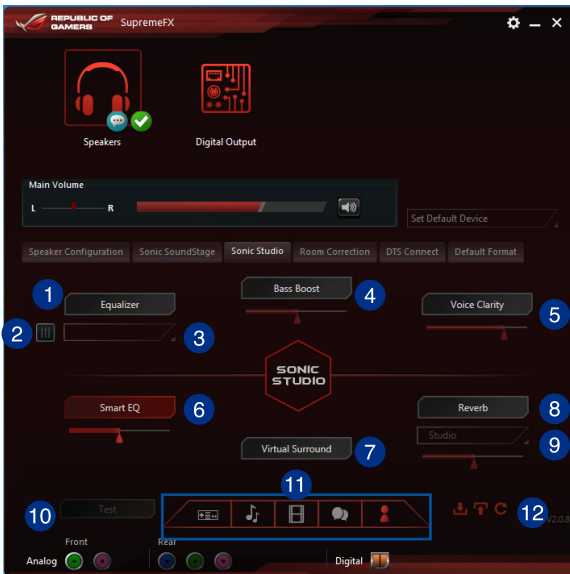 REPUBLIC OF
GAMERS
SupremeFX
Speakers
Digital Output
Main Volume
L
R
Set Default Device
Speaker Configuration
Sonic SoundStage
Sonic Studio
Room Correction
DTS Connect
Default Format
1
Equalizer
Bass Boost
4
Voice Clarity
5
2
3
SONIC
STUDIO
Smart EQ
6
Reverb
8
Virtual Surround
7
Studio
9
11
10
Test
12
V2.0.8
Front
Rear
Analog
Digital